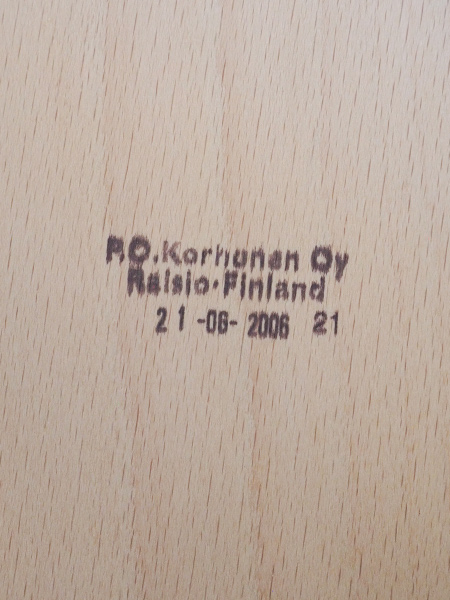 P.O.Korhonen Oy
Raisio-Finland
21-06-2006 21